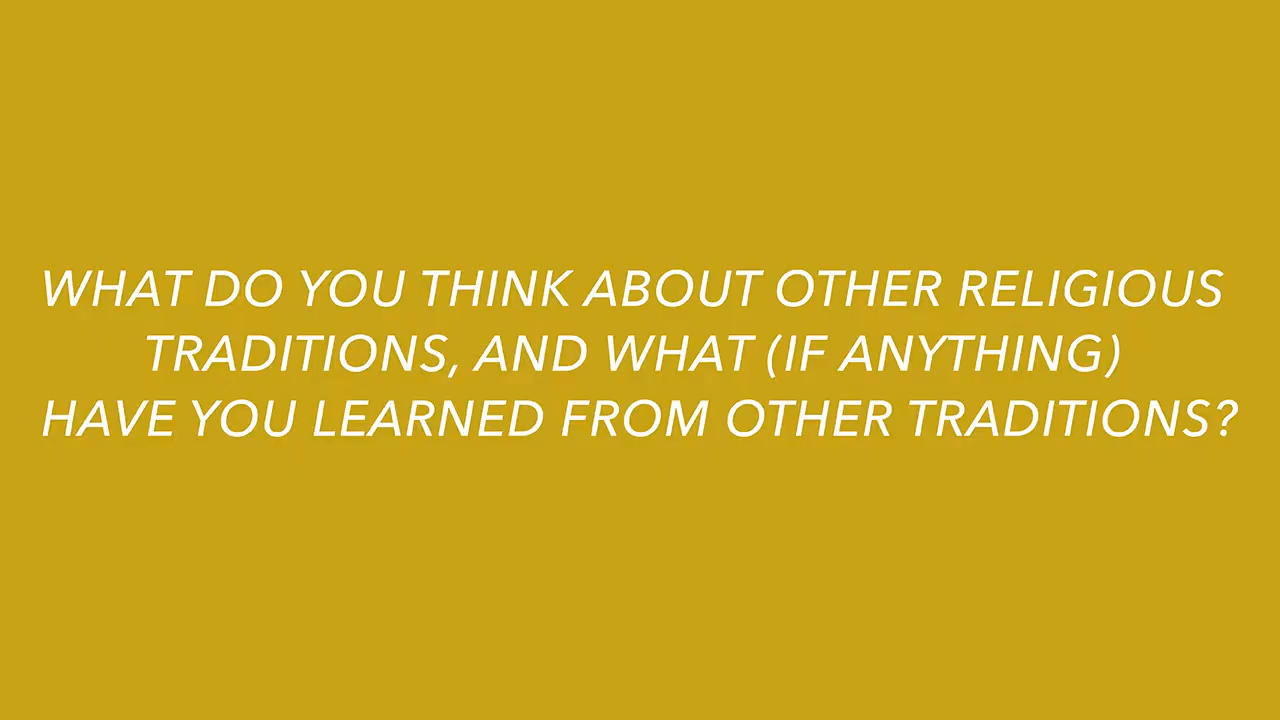 WHAT DO YOU THINK ABOUT OTHER RELIGIOUS
TRADITIONS, AND WHAT (IF ANYTHING)
HAVE YOU LEARNED FROM OTHER TRADITIONS?